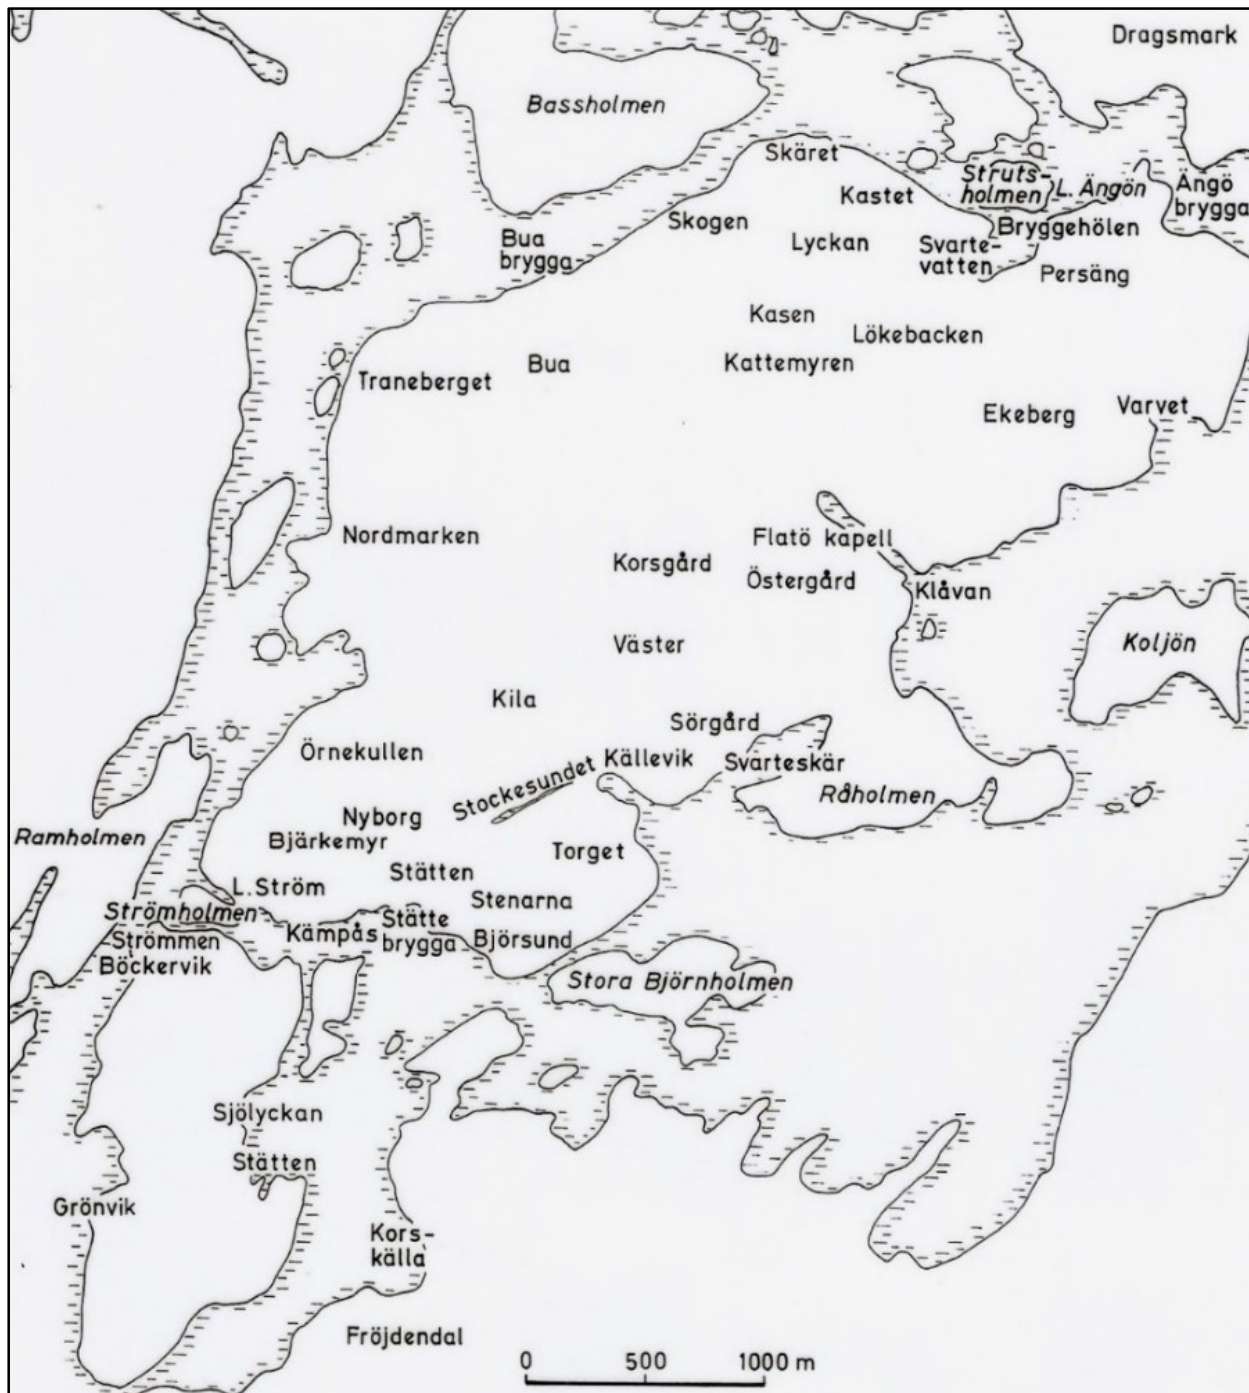 Dragsmark
Bassholmen
Skäret
Kastet
Struts-
holmen
L. Ängön
Ängö
brygga
Skogen
Bua
brygga
Lyckan
Bryggehölen
Svarte-
vatten
Persäng
Kasen
Lökebacken
Traneberget
Bua
Kattemyren
Ekeberg
Varvet
Nordmarken
Korsgård
Flatö kapell
Östergård
Klåvan
Väster
Koljön
Kila
Sörgård
Örnekullen
Stockesundet
Källevik
Svarteskär
Råholmen
Ramholmen
Nyborg
Bjärkemyr
Torget
Stätten
L. Ström
Stenarna
Strömholmen
Strömmen
Böckervik
Kämpås
Stätte
brygga
Björsund
Stora Björnholmen
Sjölyckan
Stätten
Grönvik
Kors-
källa
Fröjdendal
0 500 1000 m